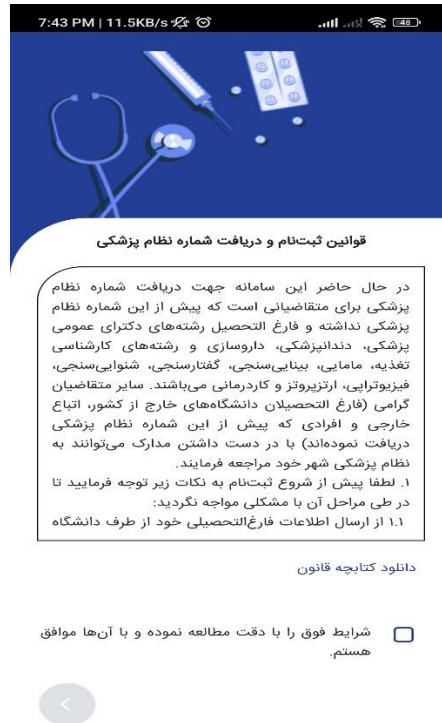 7:43 PM | 11.5KB/s
48
قوانین ثبت‌نام و دریافت شماره نظام پزشکی
در حال حاضر این سامانه جهت دریافت شماره نظام
پزشکی برای متقاضیانی است که پیش از این شماره نظام
پزشکی نداشته و فارغ التحصیل رشته‌های دکترای عمومی
پزشکی، دندانپزشکی، داروسازی و رشته‌های کارشناسی
تغذیه، مامایی، بینایی‌سنجی، گفتارسنجی، شنوایی‌سنجی،
فیزیوتراپی، ارتزپروتز و کاردرمانی می‌باشند. سایر متقاضیان
گرامی (فارغ التحصیلان دانشگاه‌های خارج از کشور، اتباع
خارجی و افرادی که پیش از این شماره نظام پزشکی
دریافت نموده‌اند) با در دست داشتن مدارک می‌توانند به
نظام پزشکی شهر خود مراجعه فرمایند.
۱. لطفا پیش از شروع ثبت‌نام به نکات زیر توجه فرمایید تا
در طی مراحل آن با مشکلی مواجه نگردید:
۱.۱ از ارسال اطلاعات فارغ‌التحصیلی خود از طرف دانشگاه
دانلود کتابچه قانون
شرایط فوق را با دقت مطالعه نموده و با آن‌ها موافق
هستم.